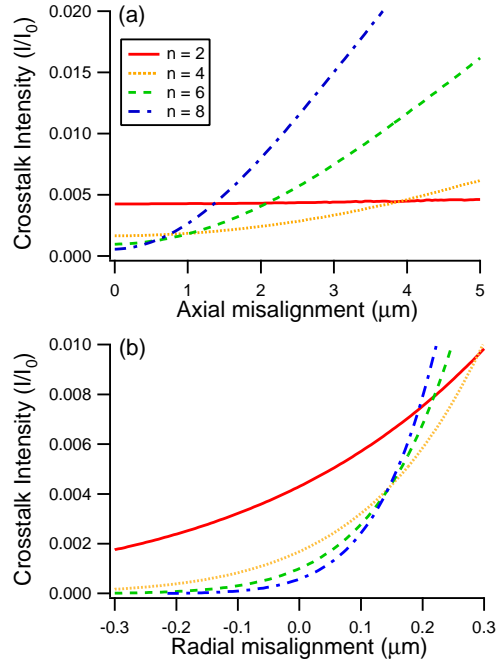 (a)
0.020
0.015
0.010
0.005
0.000
Crosstalk Intensity (I/I₀)
n = 2
n = 4
n = 6
n = 8
0 1 2 3 4 5
Axial misalignment (μm)
(b)
0.010
0.008
0.006
0.004
0.002
0.000
Crosstalk Intensity (I/I₀)
-0.3 -0.2 -0.1 0.0 0.1 0.2 0.3
Radial misalignment (μm)